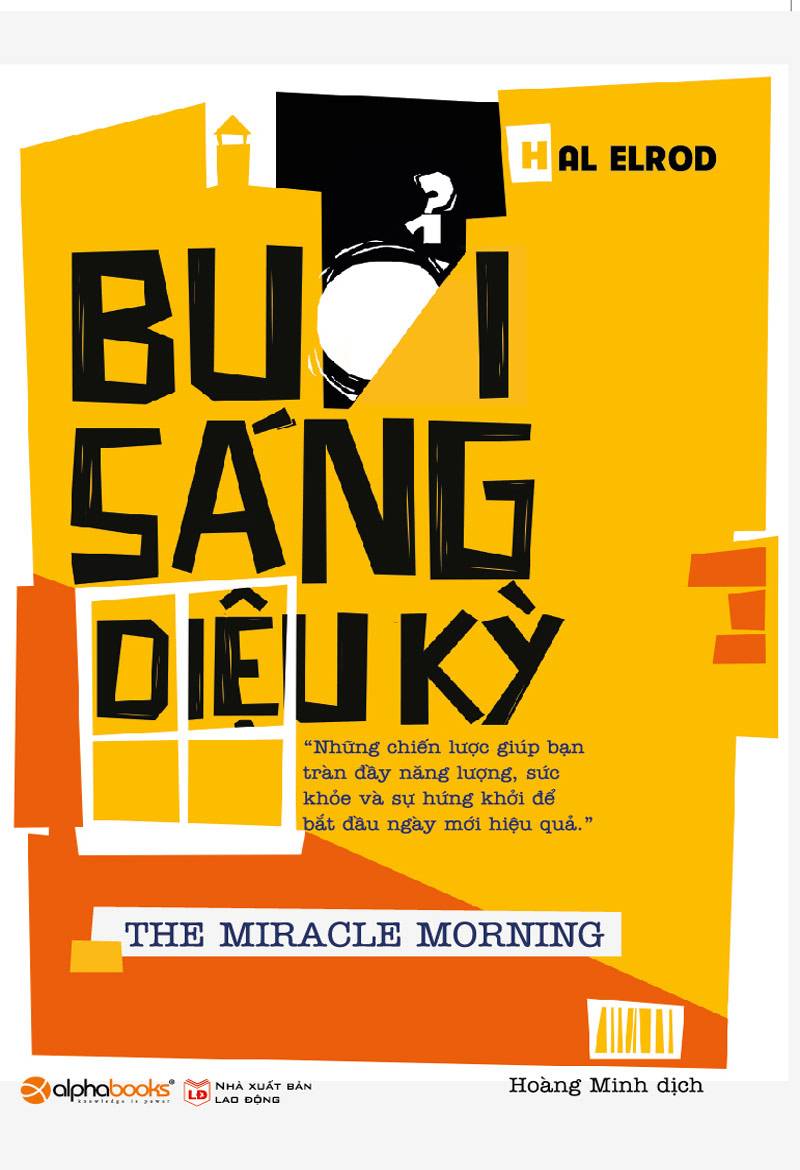 HAL ELROD
BUỔI
SÁNG
DIỆU KỲ
“Những chiến lược giúp bạn
tràn đầy năng lượng, sức
khỏe và sự hứng khởi để
bắt đầu ngày mới hiệu quả.”
THE MIRACLE MORNING
alphabooks®
knowledge is power
LĐ
NHÀ XUẤT BẢN
LAO ĐỘNG
Hoàng Minh dịch